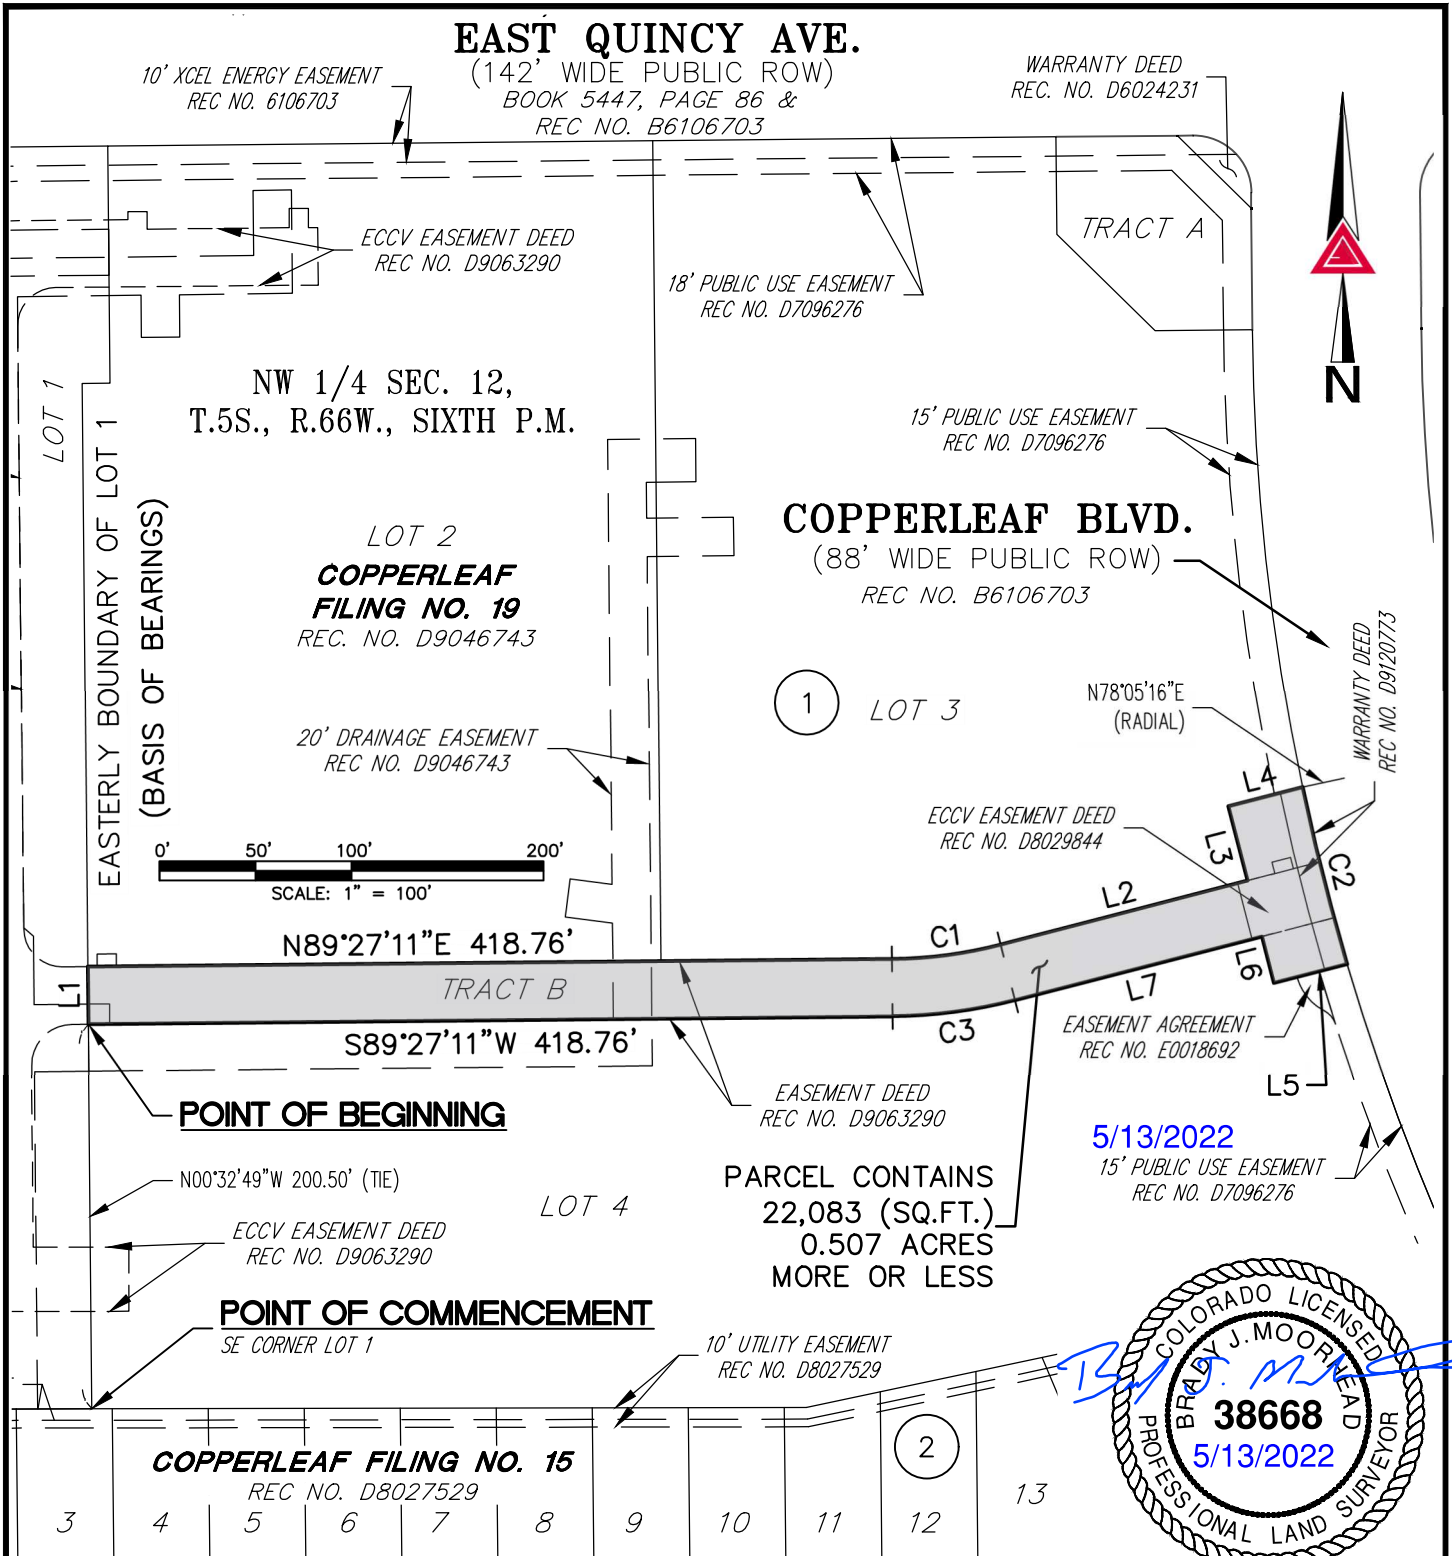 EAST QUINCY AVE.
(142' WIDE PUBLIC ROW)
BOOK 5447, PAGE 86 &
REC NO. B6106703
10' XCEL ENERGY EASEMENT
REC NO. 6106703
WARRANTY DEED
REC. NO. D6024231
TRACT A
ECCV EASEMENT DEED
REC NO. D9063290
18' PUBLIC USE EASEMENT
REC NO. D7096276
N
NW 1/4 SEC. 12,
T.5S., R.66W., SIXTH P.M.
LOT 1
EASTERLY BOUNDARY OF LOT 1
(BASIS OF BEARINGS)
15' PUBLIC USE EASEMENT
REC NO. D7096276
COPPERLEAF BLVD.
(88' WIDE PUBLIC ROW)
REC NO. B6106703
LOT 2
COPPERLEAF
FILING NO. 19
REC. NO. D9046743
WARRANTY DEED
REC NO. D9120773
1
LOT 3
N78°05'16"E
(RADIAL)
20' DRAINAGE EASEMENT
REC NO. D9046743
L4
ECCV EASEMENT DEED
REC NO. D8029844
L3
C2
0' 50' 100' 200'
SCALE: 1" = 100'
L2
N89°27'11"E 418.76'
C1
L1
TRACT B
L6
L7
S89°27'11"W 418.76'
C3
EASEMENT AGREEMENT
REC NO. E0018692
L5
EASEMENT DEED
REC NO. D9063290
POINT OF BEGINNING
5/13/2022
15' PUBLIC USE EASEMENT
REC NO. D7096276
N00°32'49"W 200.50' (TIE)
PARCEL CONTAINS
22,083 (SQ.FT.)
0.507 ACRES
MORE OR LESS
LOT 4
ECCV EASEMENT DEED
REC NO. D9063290
POINT OF COMMENCEMENT
SE CORNER LOT 1
10' UTILITY EASEMENT
REC NO. D8027529
COLORADO LICENSED
BRADY J. MOORHEAD
38668
5/13/2022
PROFESSIONAL LAND SURVEYOR
2
COPPERLEAF FILING NO. 15
REC NO. D8027529
3 4 5 6 7 8 9 10 11 12 13